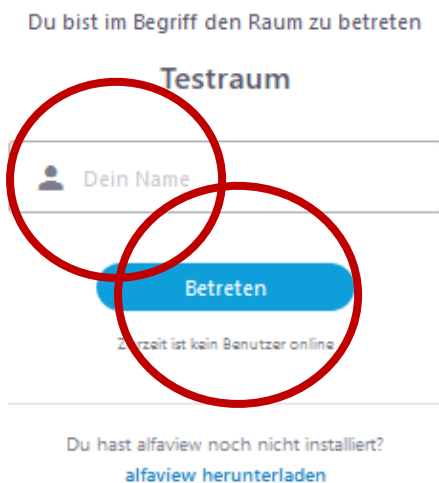 Du bist im Begriff den Raum zu betreten
Testraum
Dein Name
Betreten
Zurzeit ist kein Benutzer online
Du hast alfaview noch nicht installiert?
alfaview herunterladen